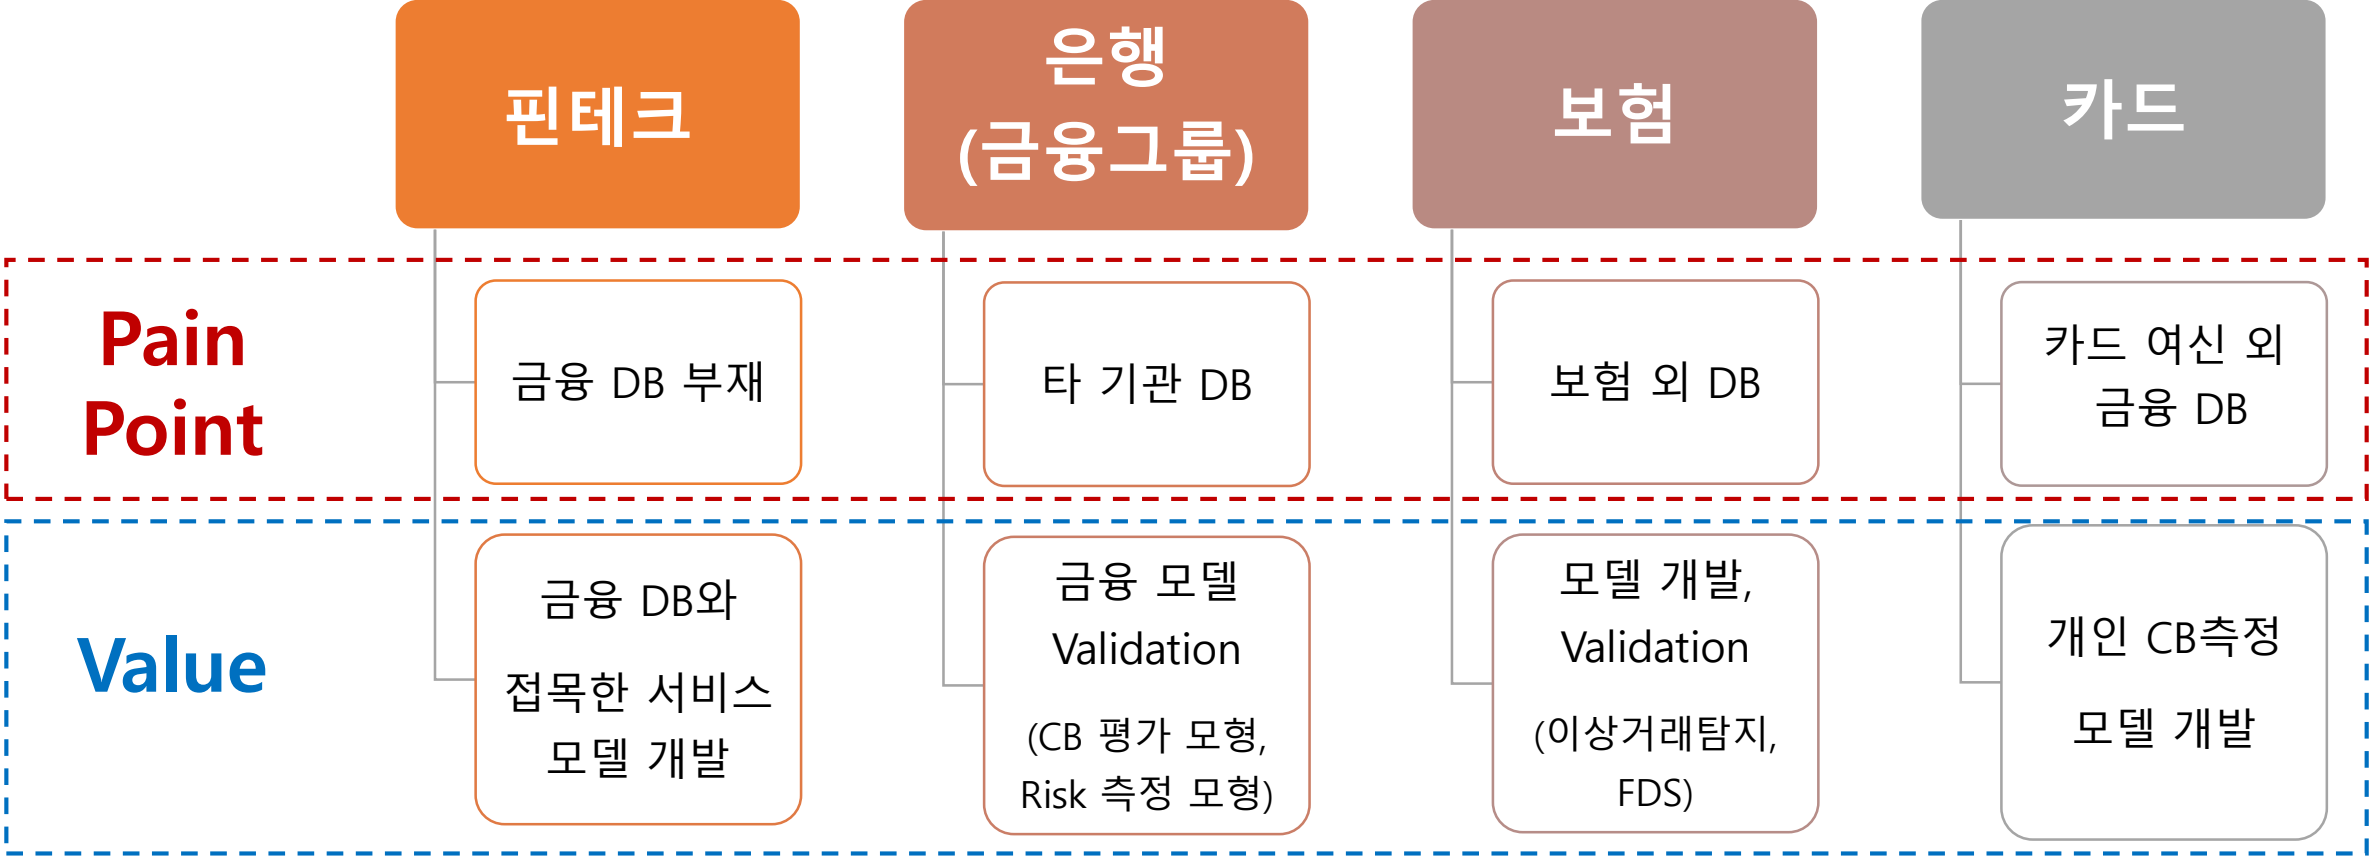 핀테크
은행
(금융그룹)
보험
카드
Pain
Point
금융 DB 부재
타 기관 DB
보험 외 DB
카드 여신 외
금융 DB
Value
금융 DB와
접목한 서비스
모델 개발
금융 모델
Validation
(CB 평가 모형,
Risk 측정 모형)
모델 개발,
Validation
(이상거래탐지,
FDS)
개인 CB측정
모델 개발